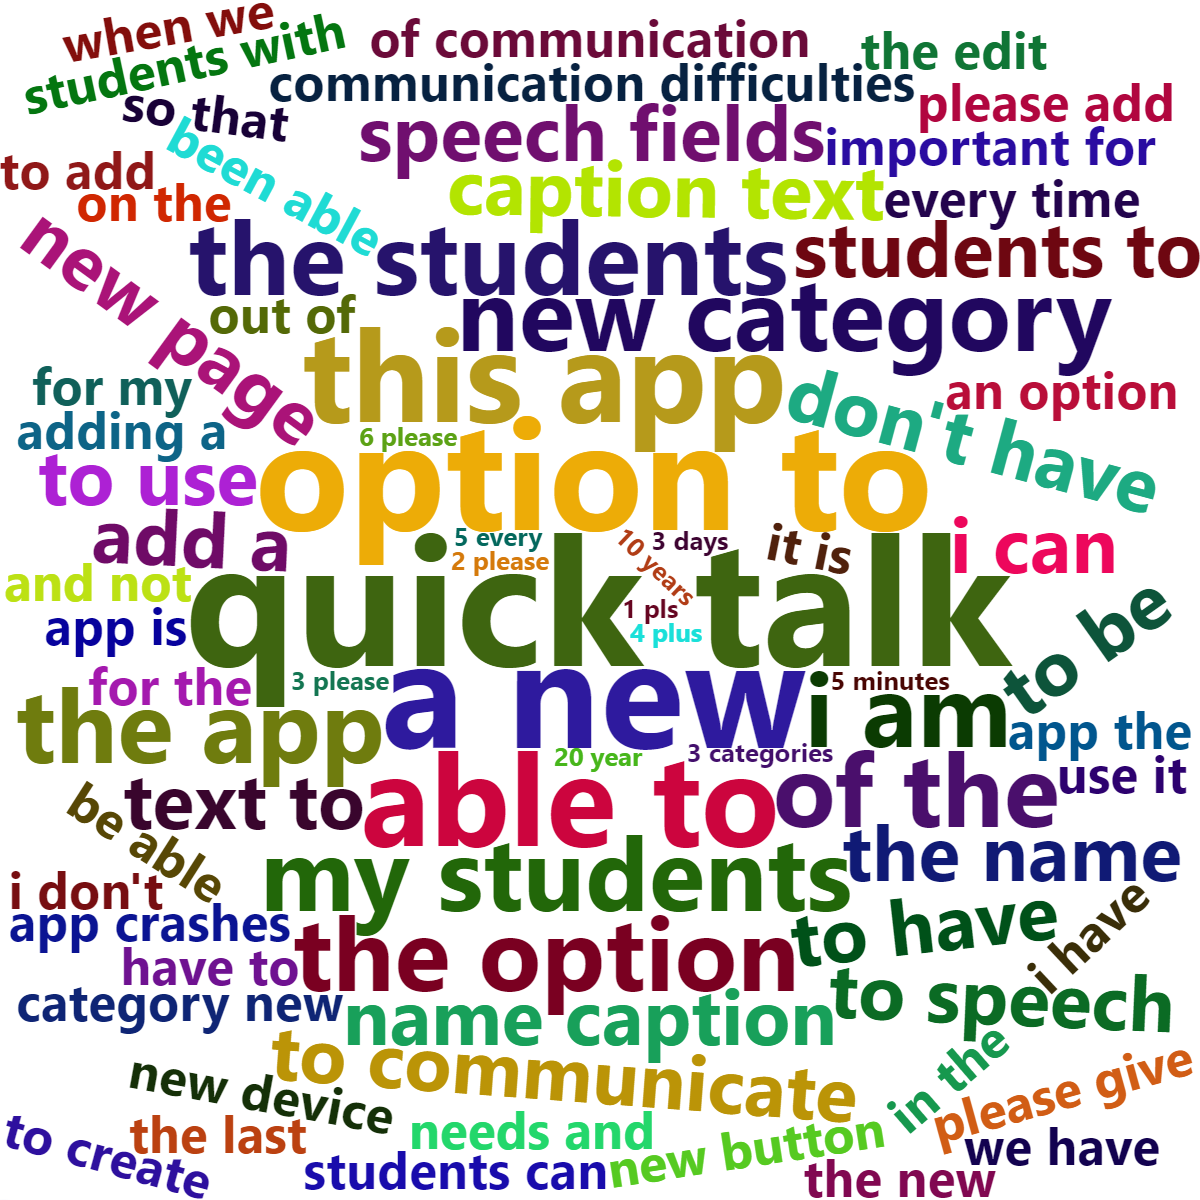 when we
students with
of communication
the edit
communication difficulties
please add
so that
been able
speech fields
important for
to add
on the
caption text
every time
new page
the students
students to
out of
new category
this app
for my
don't have
an option
adding a
6 please
option to
to use
add a
5 every
2 please
10 years
3 days
it is
i can
and not
quick talk
1 pls
4 plus
app is
to be
for the
3 please
a new
5 minutes
i am
the app
app the
20 year
3 categories
able to
of the
use it
be able
text to
my students
the name
i don't
app crashes
the option
to have
i have
have to
category new
name caption
to speech
to communicate
new device
in the
please give
to create
the last
needs and
new button
we have
students can
the new